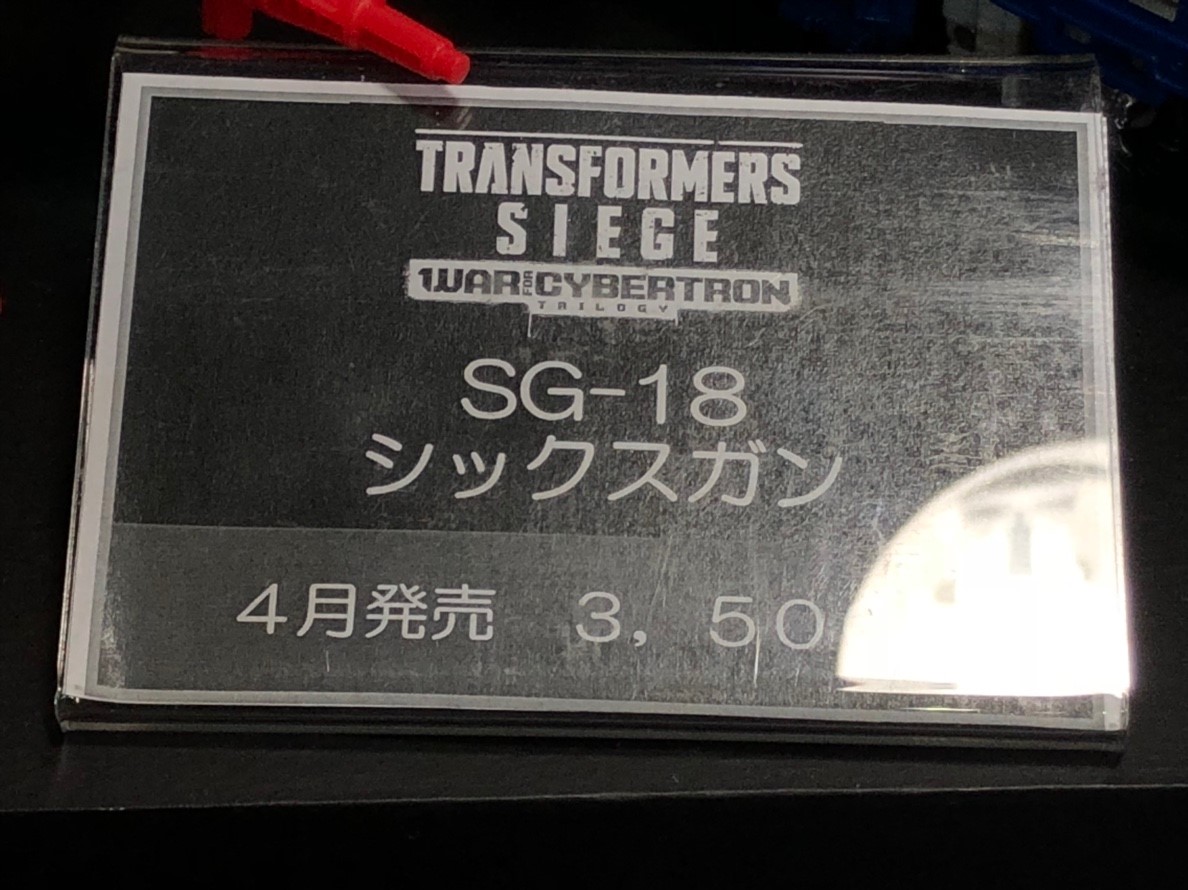 TRANSFORMERS
SIEGE
WAR FOR CYBERTRON
TRILOGY
SG-18
シックスガン
4月発売 3,50